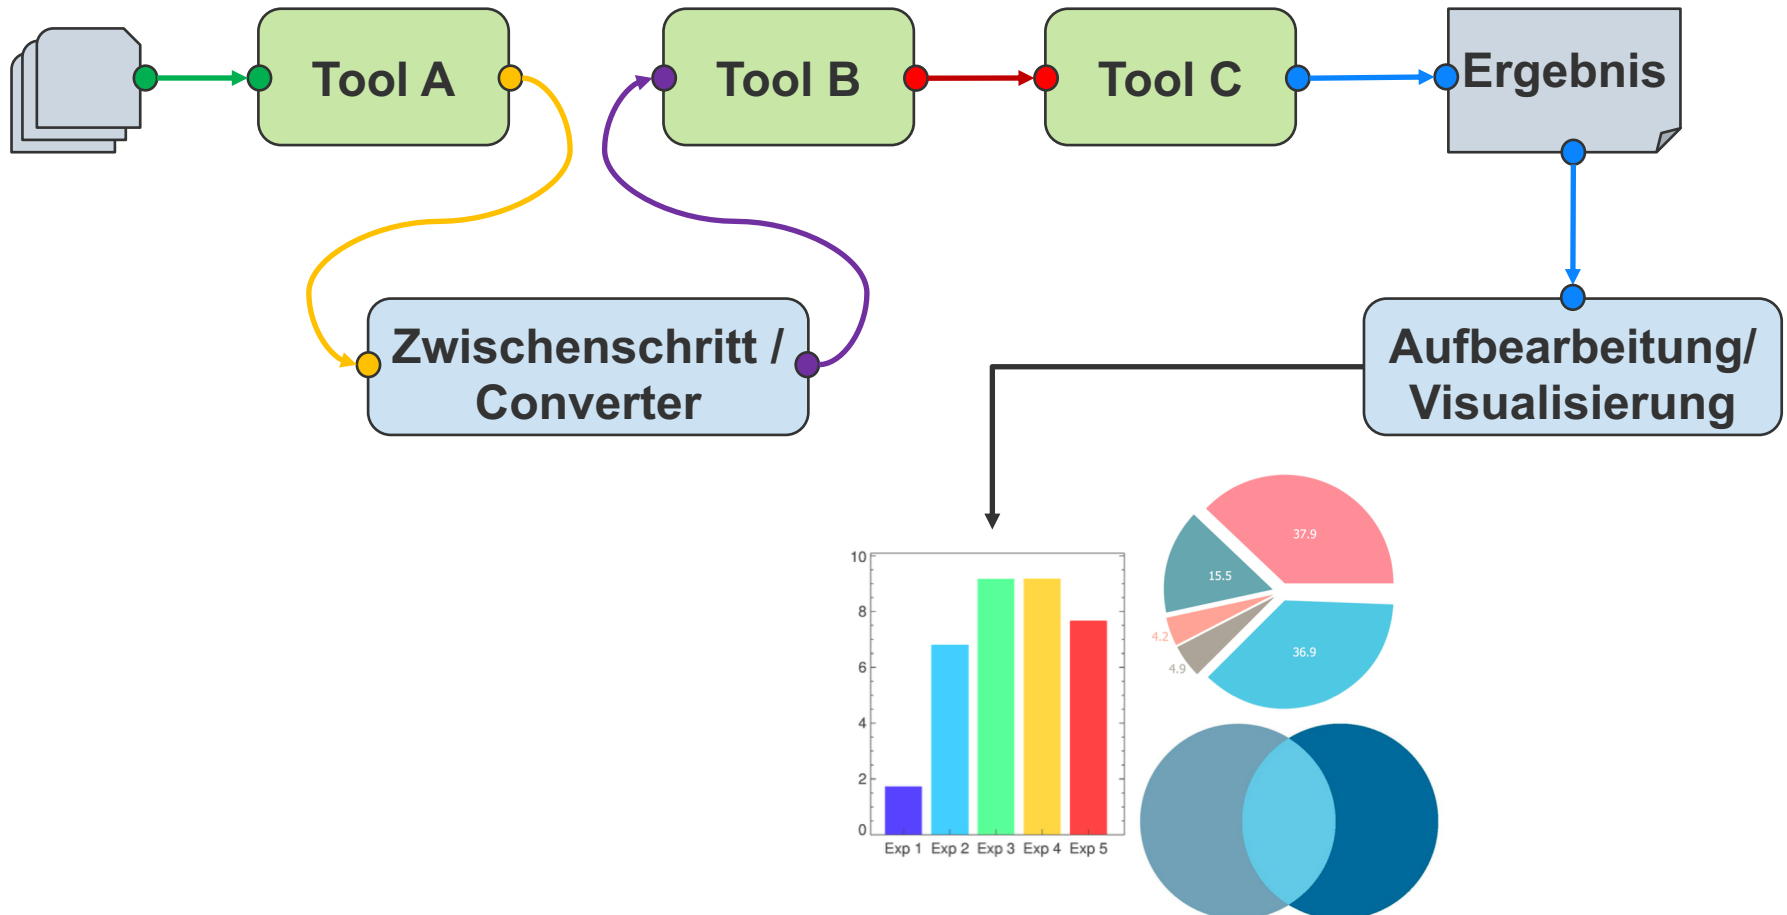 Tool A
Tool B
Tool C
Ergebnis
Zwischenschritt /
Converter
Aufbearbeitung/
Visualisierung
10
8
6
4
2
0
Exp 1 Exp 2 Exp 3 Exp 4 Exp 5
37.9
15.5
4.2
4.9
36.9